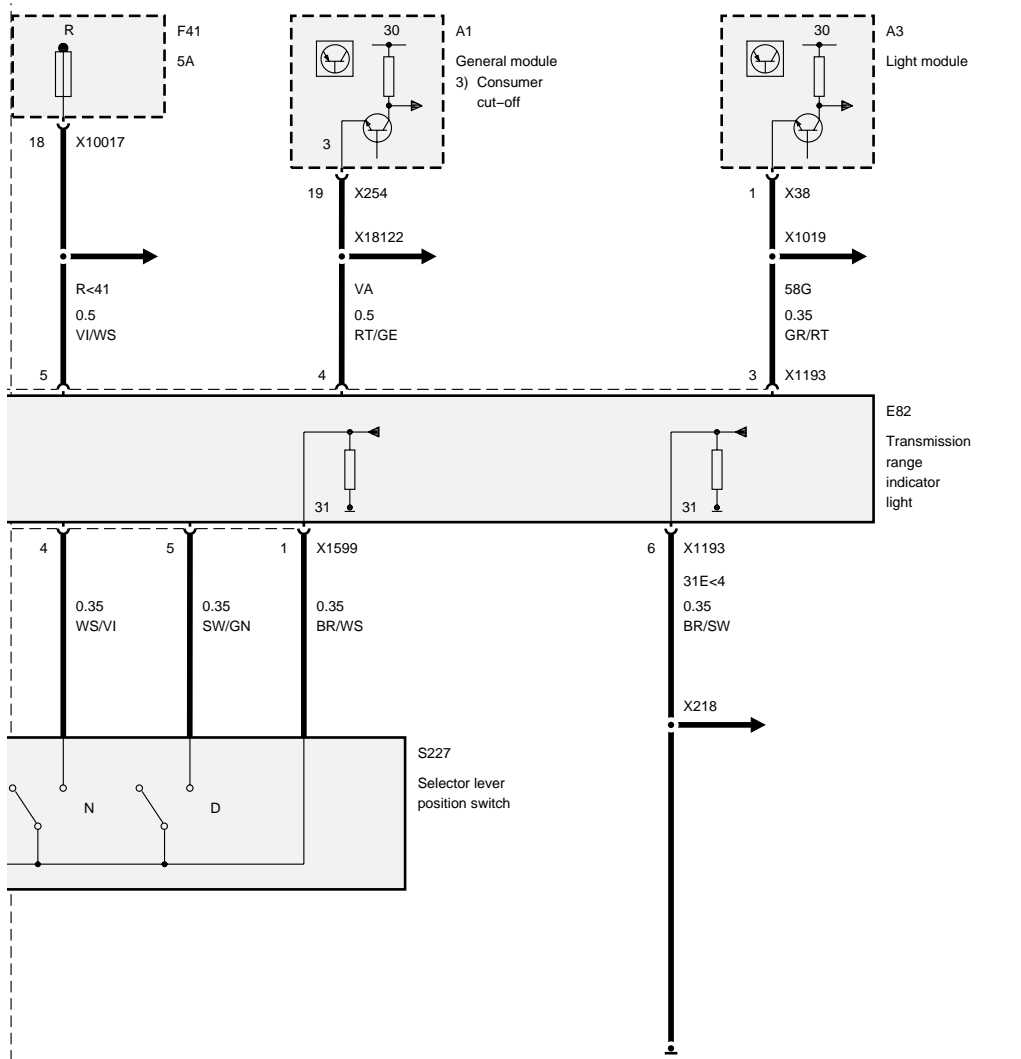 R
F41
5A
30
A1
General module
3) Consumer
cut–off
3
30
A3
Light module
18
X10017
19
X254
1
X38
X18122
X1019
R<41
0.5
VI/WS
VA
0.5
RT/GE
58G
0.35
GR/RT
5
4
3
X1193
E82
Transmission
range
indicator
light
31
31
4
5
1
X1599
6
X1193
31E<4
0.35
WS/VI
0.35
SW/GN
0.35
BR/WS
0.35
BR/SW
X218
S227
Selector lever
position switch
N
D